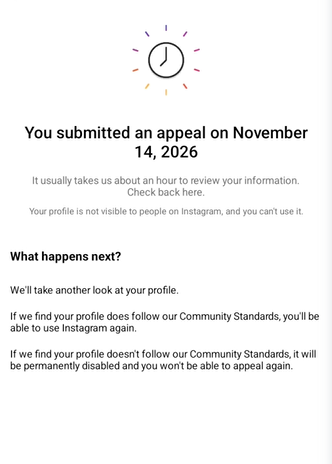 You submitted an appeal on November
14, 2026
It usually takes us about an hour to review your information.
Check back here.
Your profile is not visible to people on Instagram, and you can't use it.
What happens next?
We'll take another look at your profile.
If we find your profile does follow our Community Standards, you'll be
able to use Instagram again.
If we find your profile doesn't follow our Community Standards, it will
be permanently disabled and you won't be able to appeal again.